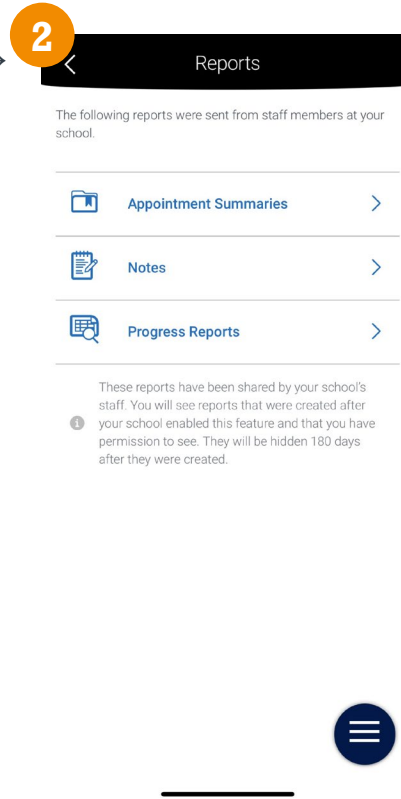 2
Reports
The following reports were sent from staff members at your
school.
Appointment Summaries
Notes
Progress Reports
These reports have been shared by your school's
staff. You will see reports that were created after
your school enabled this feature and that you have
permission to see. They will be hidden 180 days
after they were created.